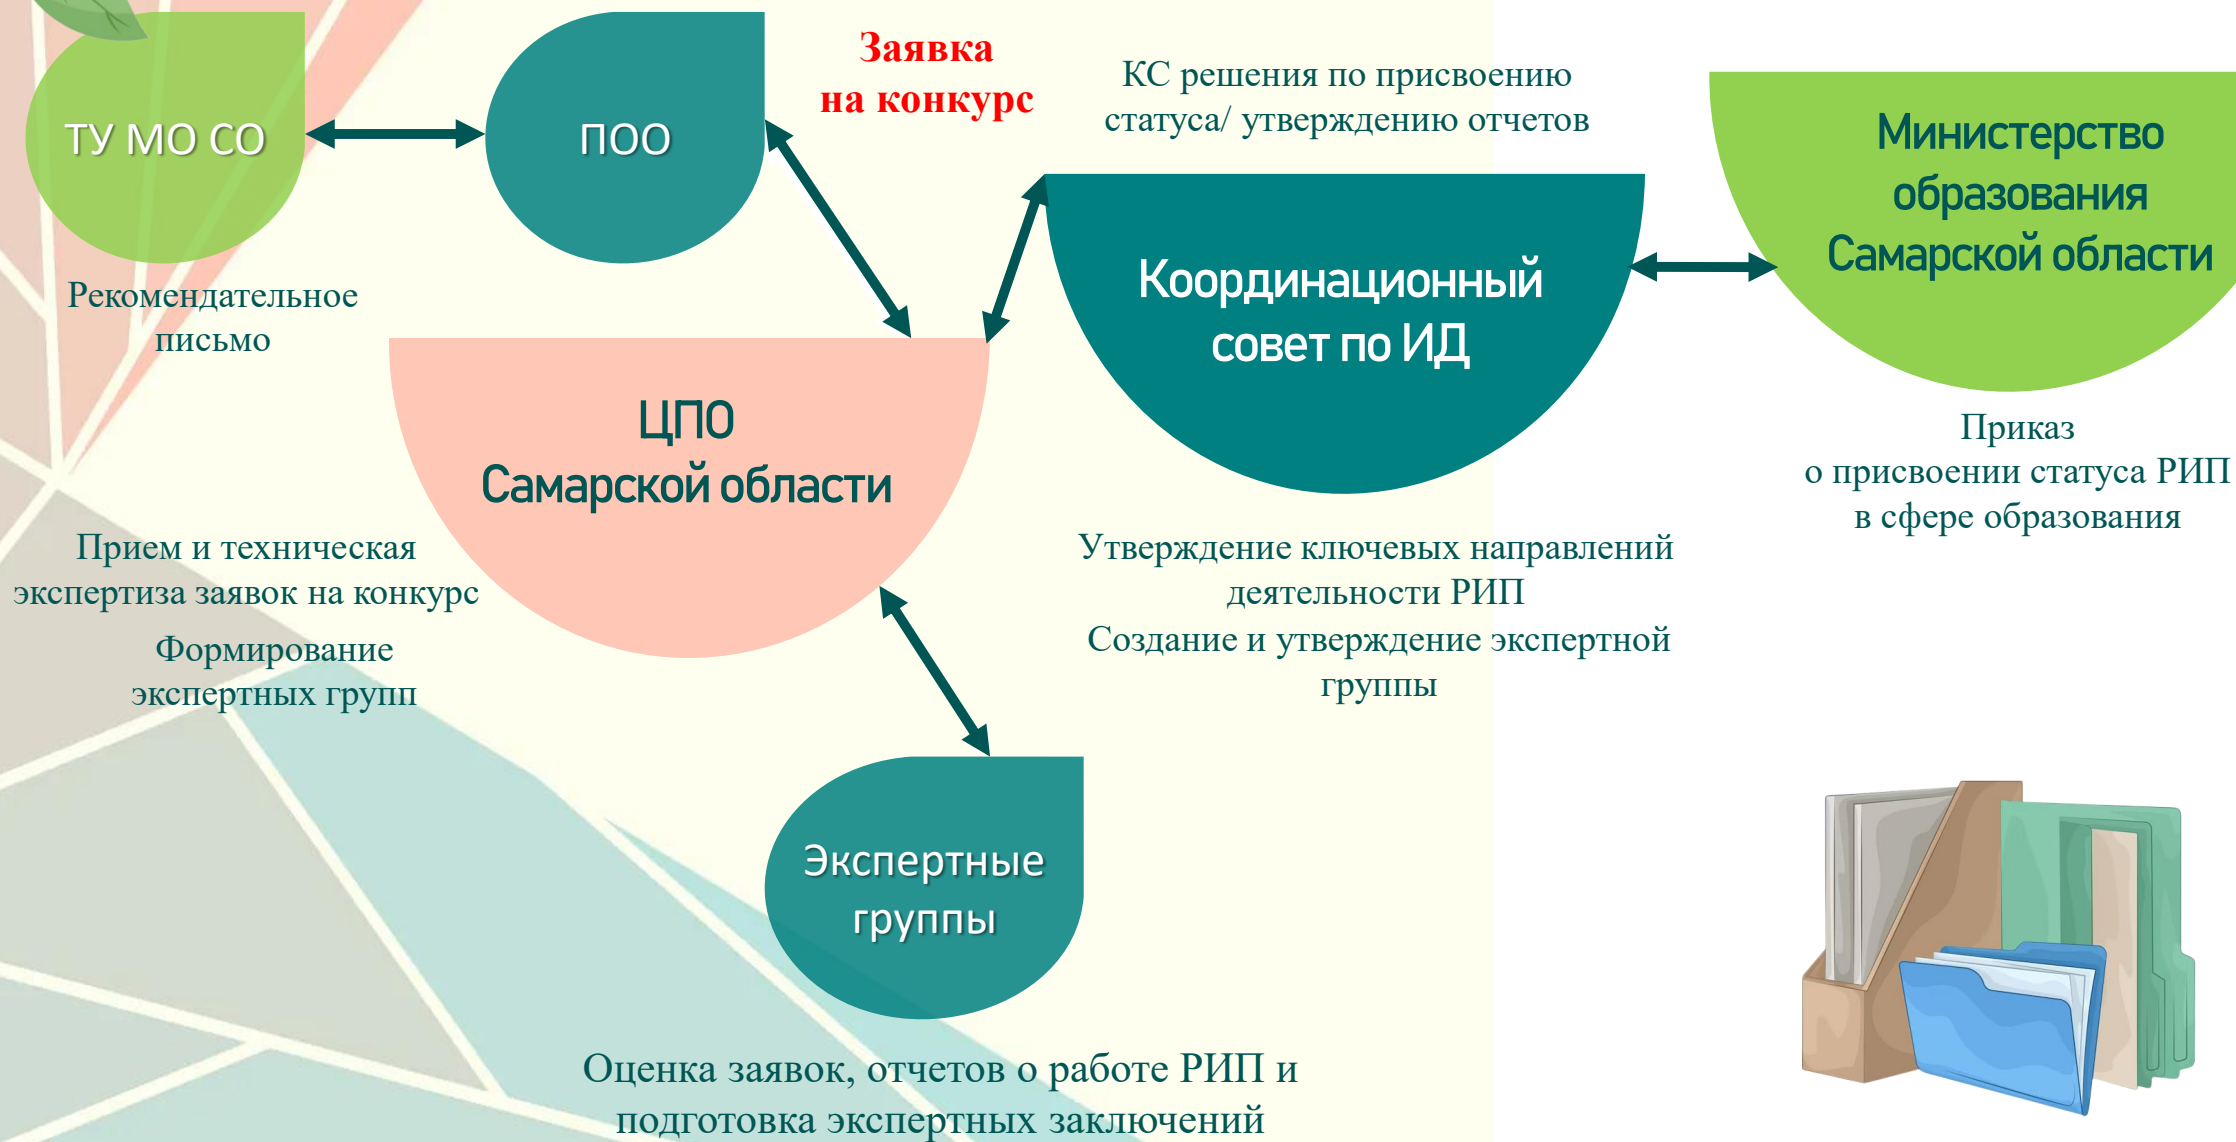 ТУ МО СО
ПОО
Заявка
на конкурс
КС решения по присвоению
статуса/ утверждению отчетов
Министерство
образования
Самарской области
Рекомендательное
письмо
Координационный
совет по ИД
ЦПО
Самарской области
Приказ
о присвоении статуса РИП
в сфере образования
Прием и техническая
экспертиза заявок на конкурс
Формирование
экспертных групп
Утверждение ключевых направлений
деятельности РИП
Создание и утверждение экспертной
группы
Экспертные
группы
Оценка заявок, отчетов о работе РИП и
подготовка экспертных заключений